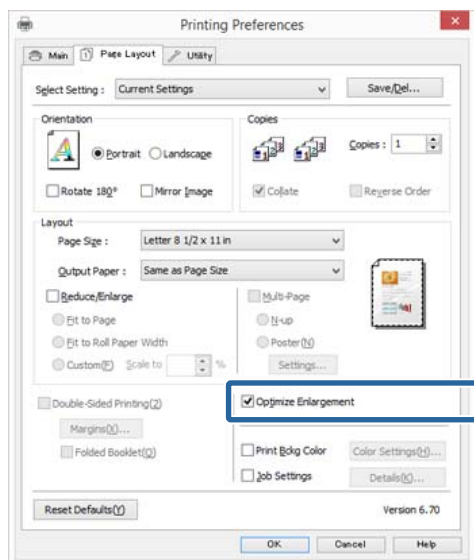 Printing Preferences
Main Page Layout Utility
Select Setting : Current Settings Save/Del...
Orientation Copies
Portrait Landscape Copies : 1
Rotate 180° Mirror Image Collate Reverse Order
Layout
Page Size : Letter 8 1/2 x 11 in
Output Paper : Same as Page Size
Reduce/Enlarge Multi-Page
Fit to Page N-up
Fit to Roll Paper Width Poster(N)
Custom(F) Scale to % Settings...
Double-Sided Printing(Z) Optimize Enlargement
Margins(X)...
Folded Booklet(Q) Print Bckg Color Color Settings(H)...
Job Settings Details(K)...
Reset Defaults(Y) Version 6.70
OK Cancel Help